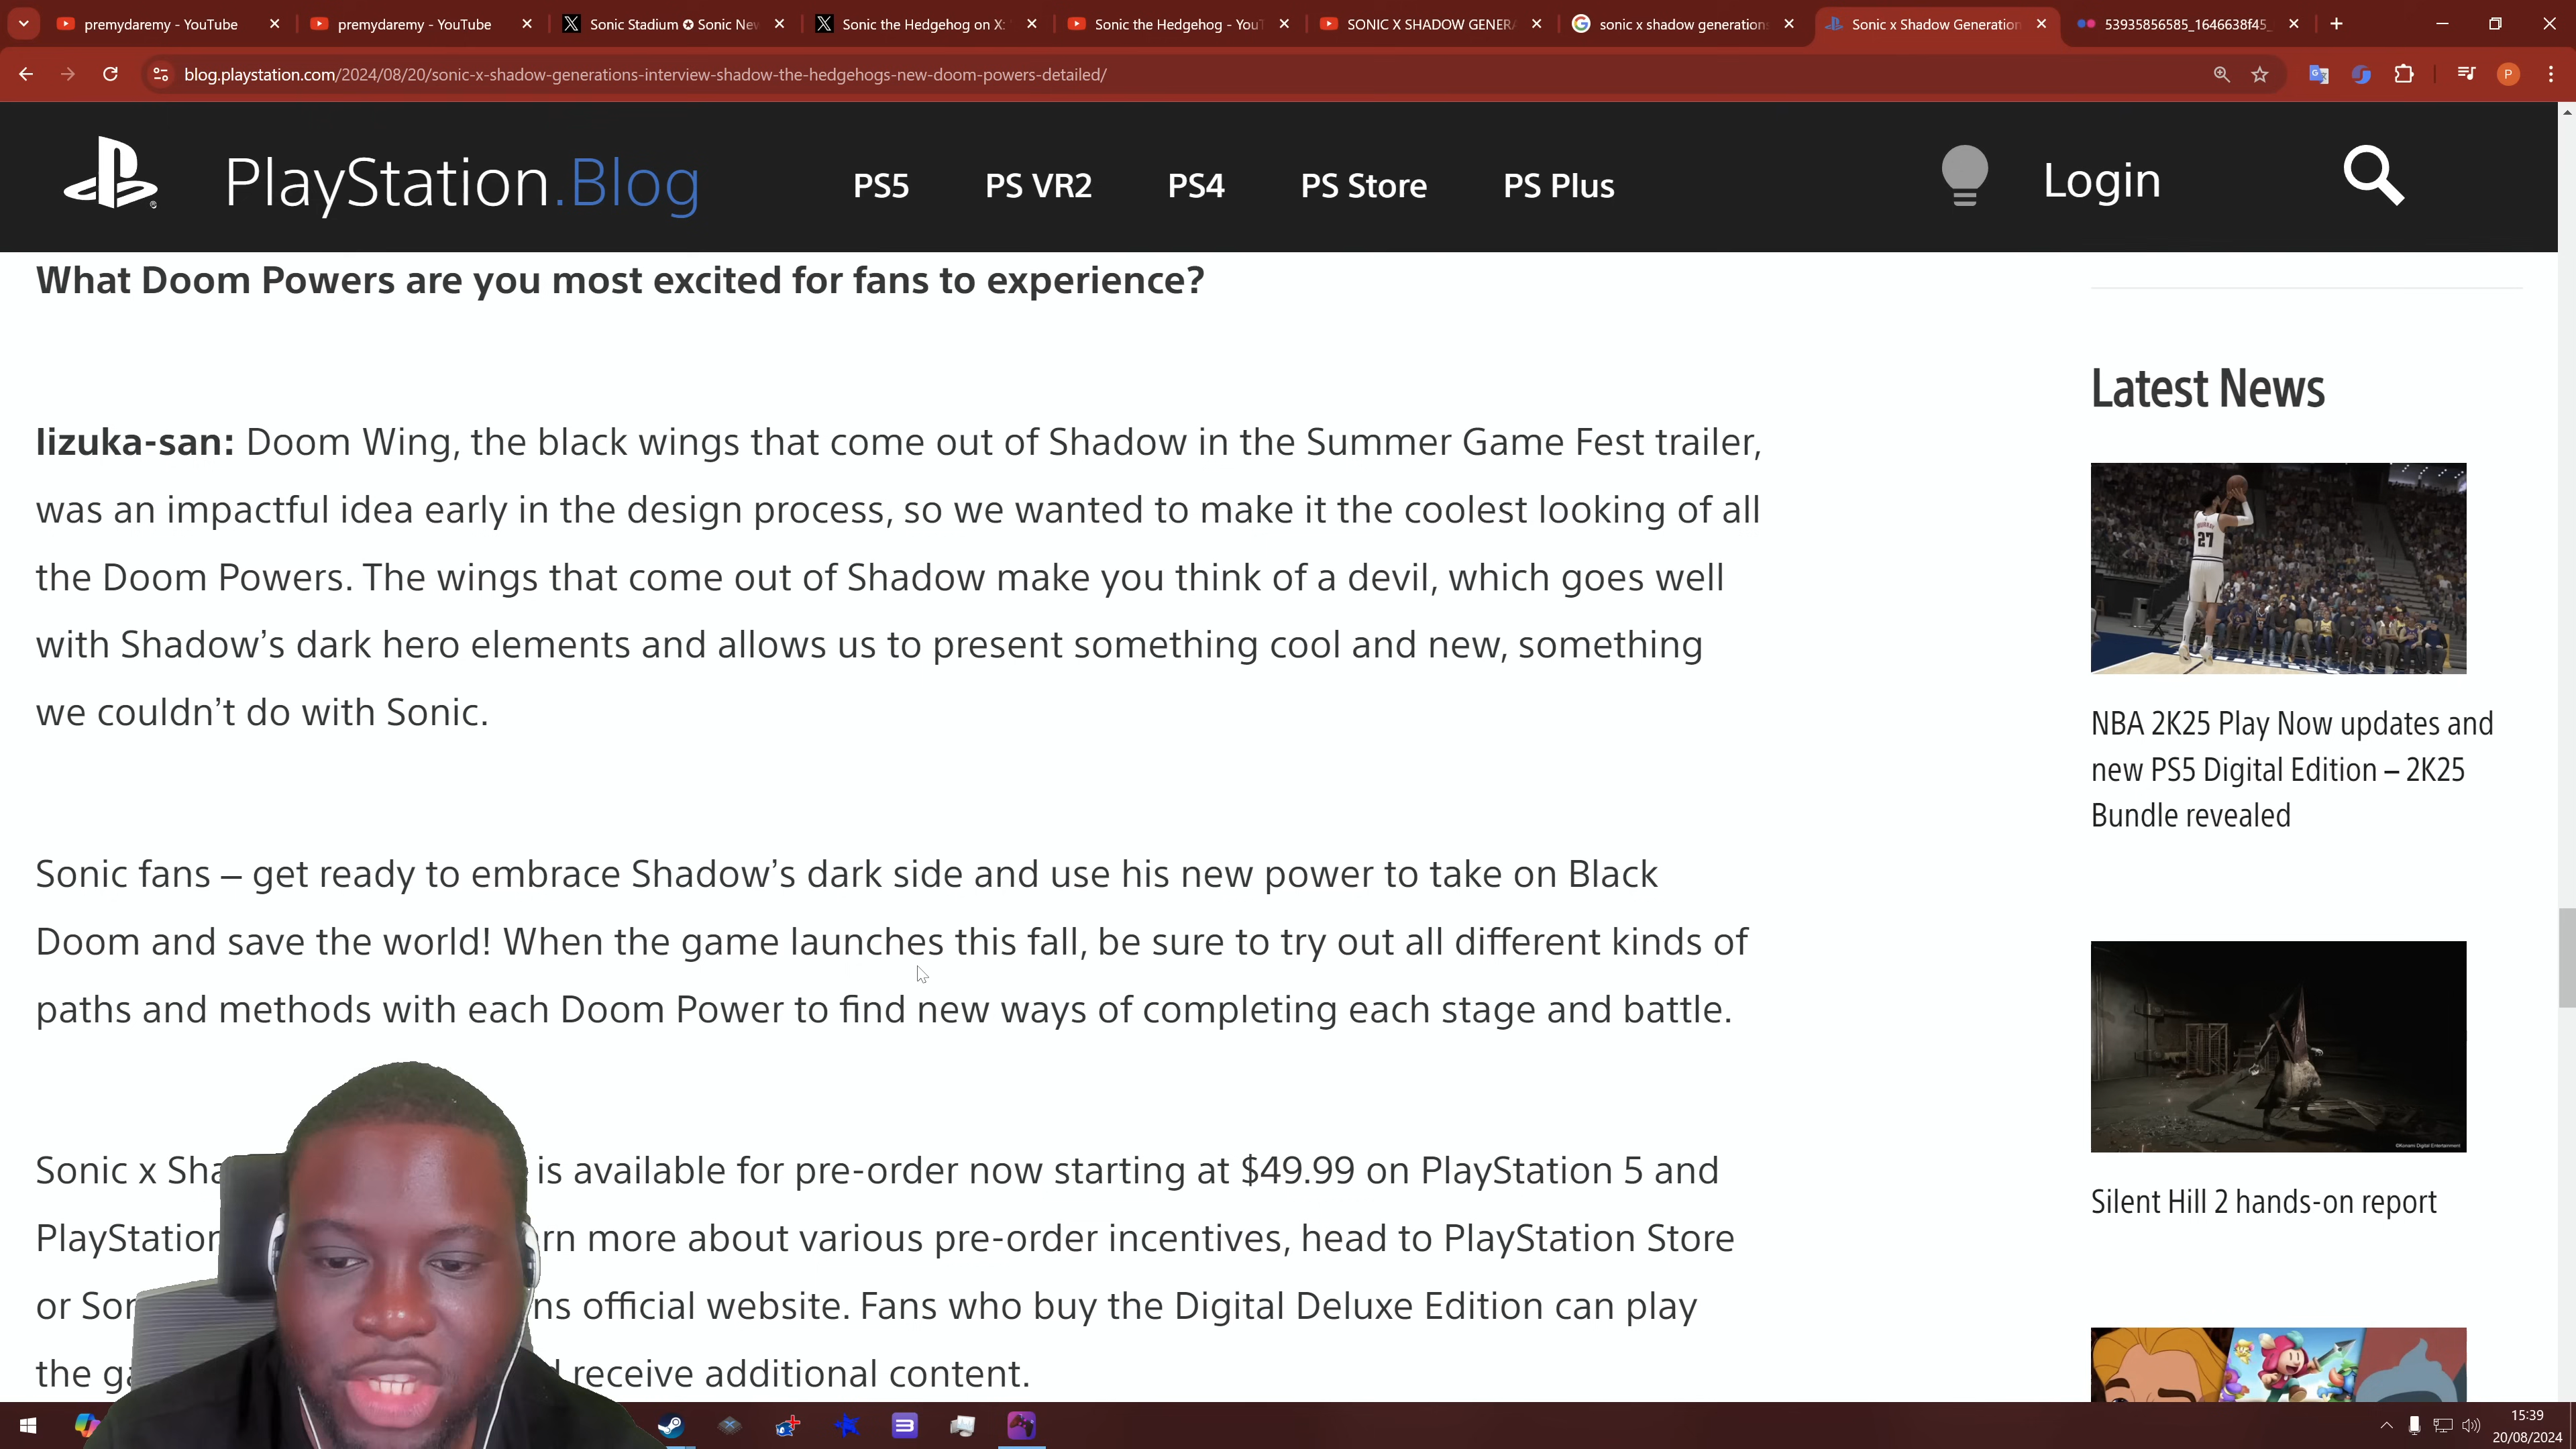 premydaremy - YouTube
premydaremy - YouTube
Sonic Stadium ✪ Sonic Nev
Sonic the Hedgehog on X:
Sonic the Hedgehog - YouT
SONIC X SHADOW GENERA
sonic x shadow generations
Sonic x Shadow Generation
53935856585_1646638f45_
blog.playstation.com/2024/08/20/sonic-x-shadow-generations-interview-shadow-the-hedgehogs-new-doom-powers-detailed/
P
PlayStation.Blog
PS5
PS VR2
PS4
PS Store
PS Plus
Login
What Doom Powers are you most excited for fans to experience?
Iizuka-san: Doom Wing, the black wings that come out of Shadow in the Summer Game Fest trailer,
was an impactful idea early in the design process, so we wanted to make it the coolest looking of all
the Doom Powers. The wings that come out of Shadow make you think of a devil, which goes well
with Shadow’s dark hero elements and allows us to present something cool and new, something
we couldn’t do with Sonic.
Sonic fans – get ready to embrace Shadow’s dark side and use his new power to take on Black
Doom and save the world! When the game launches this fall, be sure to try out all different kinds of
paths and methods with each Doom Power to find new ways of completing each stage and battle.
Sonic x Sha is available for pre-order now starting at $49.99 on PlayStation 5 and
PlayStation rn more about various pre-order incentives, head to PlayStation Store
or Son ns official website. Fans who buy the Digital Deluxe Edition can play
the ga receive additional content.
Latest News
27
NBA 2K25 Play Now updates and
new PS5 Digital Edition – 2K25
Bundle revealed
©Konami Digital Entertainment
Silent Hill 2 hands-on report
15:39
20/08/2024